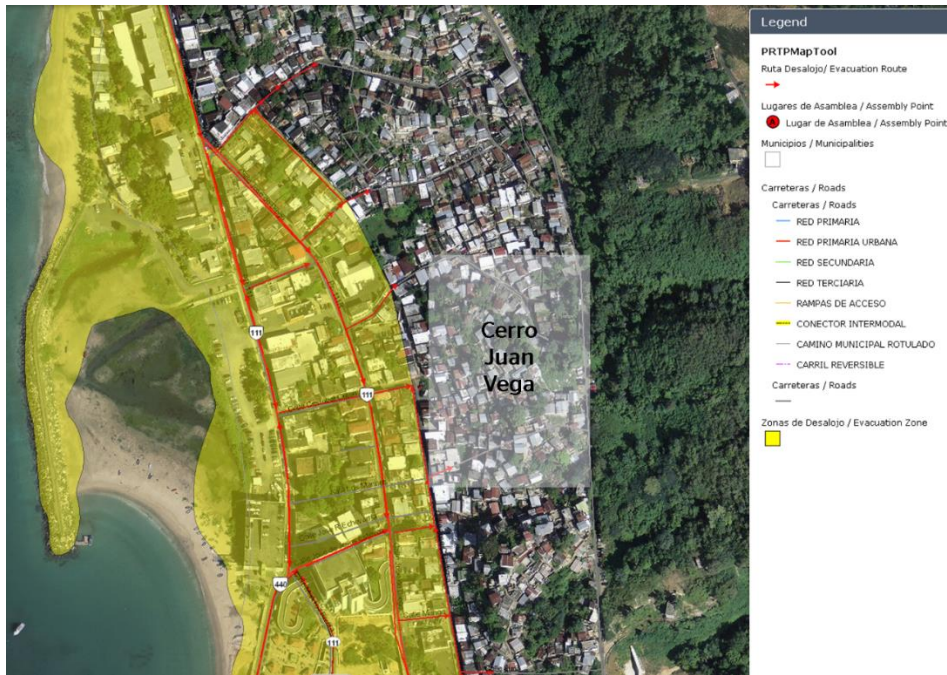 Legend
PRTPMapTool
Ruta Desalojo/ Evacuation Route
Lugares de Asamblea / Assembly Point
A Lugar de Asamblea / Assembly Point
Municipios / Municipalities
Carreteras / Roads
Carreteras / Roads
RED PRIMARIA
RED PRIMARIA URBANA
RED SECUNDARIA
RED TERCIARIA
RAMPAS DE ACCESO
CONECTOR INTERMODAL
CAMINO MUNICIPAL ROTULADO
CARRIL REVERSIBLE
Carreteras / Roads
Zonas de Desalojo / Evacuation Zone
111
Cerro
Juan
Vega
111
440
111